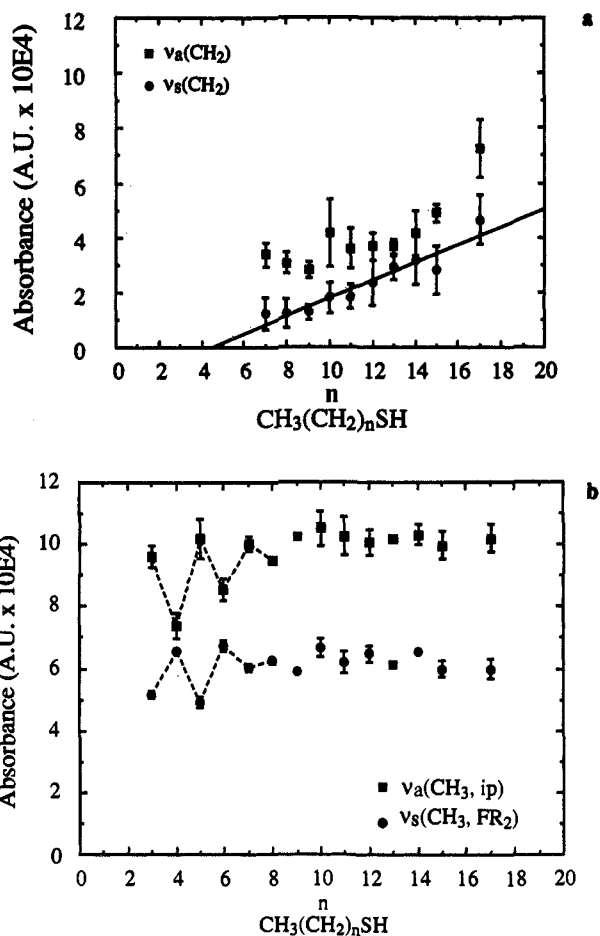 a
12
10
8
6
4
2
0
Absorbance (A.U. x 10E4)
■ νa(CH2)
● νs(CH2)
0 2 4 6 8 10 12 14 16 18 20
n
CH3(CH2)nSH
b
12
10
8
6
4
2
0
Absorbance (A.U. x 10E4)
■ νa(CH3, ip)
● νs(CH3, FR2)
0 2 4 6 8 10 12 14 16 18 20
n
CH3(CH2)nSH